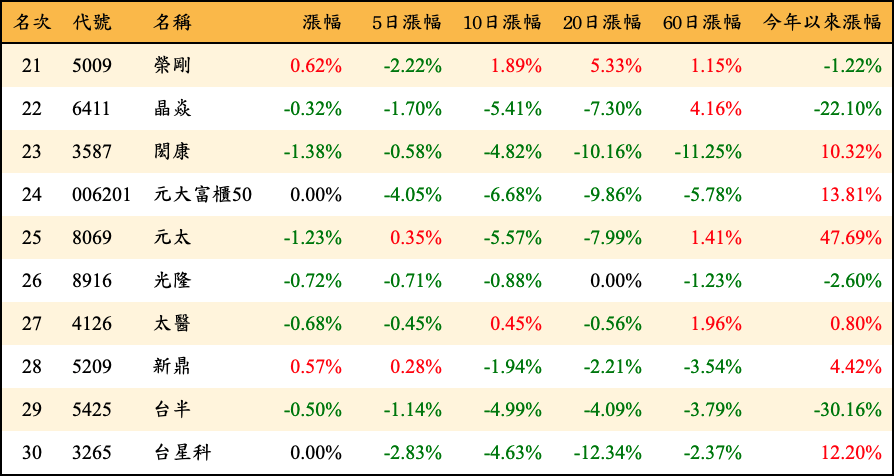 名次 代號 名稱 漲幅 5日漲幅 10日漲幅 20日漲幅 60日漲幅 今年以來漲幅
21 5009 榮剛 0.62% -2.22% 1.89% 5.33% 1.15% -1.22%
22 6411 晶焱 -0.32% -1.70% -5.41% -7.30% 4.16% -22.10%
23 3587 閎康 -1.38% -0.58% -4.82% -10.16% -11.25% 10.32%
24 006201 元大富櫃50 0.00% -4.05% -6.68% -9.86% -5.78% 13.81%
25 8069 元太 -1.23% 0.35% -5.57% -7.99% 1.41% 47.69%
26 8916 光隆 -0.72% -0.71% -0.88% 0.00% -1.23% -2.60%
27 4126 太醫 -0.68% -0.45% 0.45% -0.56% 1.96% 0.80%
28 5209 新鼎 0.57% 0.28% -1.94% -2.21% -3.54% 4.42%
29 5425 台半 -0.50% -1.14% -4.99% -4.09% -3.79% -30.16%
30 3265 台星科 0.00% -2.83% -4.63% -12.34% -2.37% 12.20%